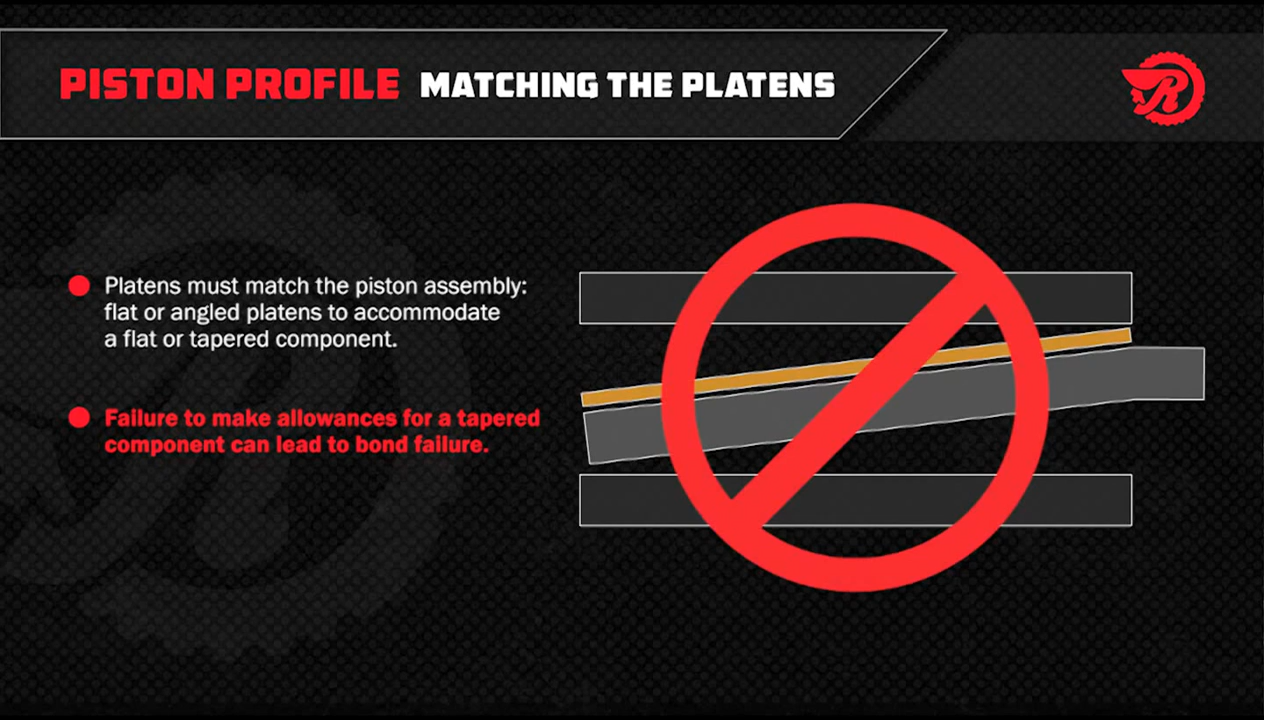 PISTON PROFILE MATCHING THE PLATENS
Platens must match the piston assembly:
flat or angled platens to accommodate
a flat or tapered component.
Failure to make allowances for a tapered
component can lead to bond failure.
R